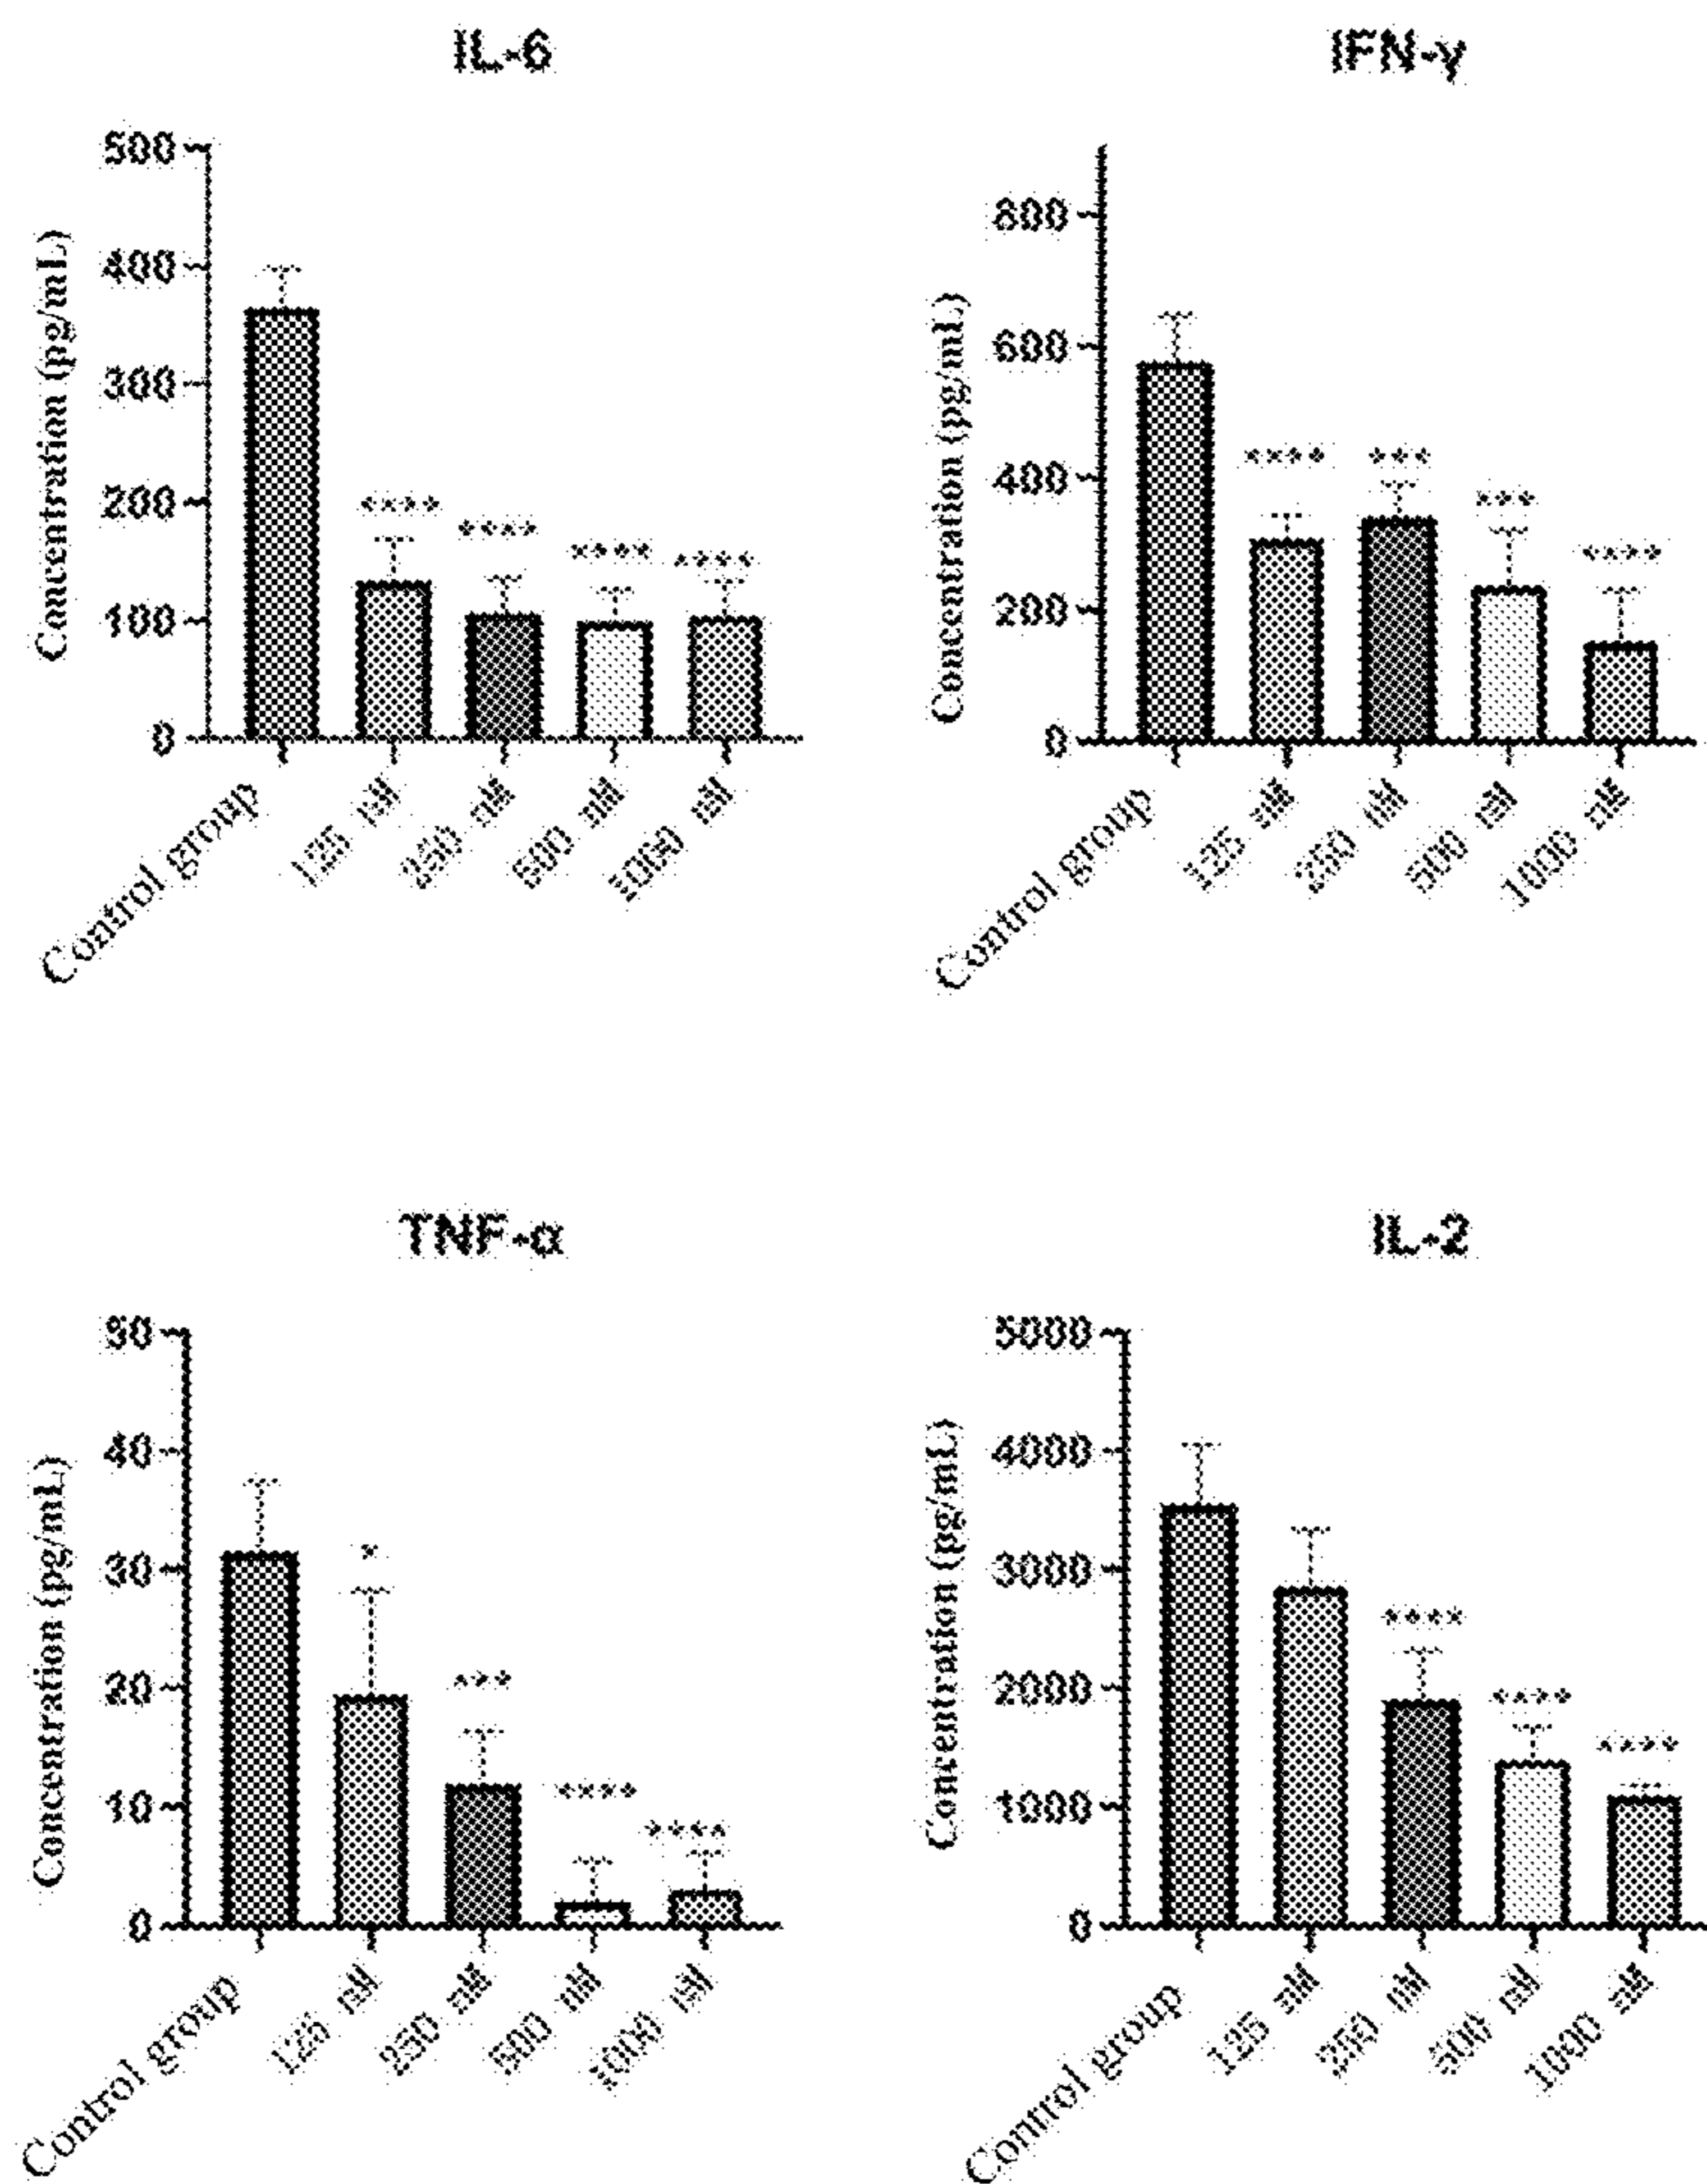 IL-6
500
400
300
200
100
0
Concentration (pg/mL)
****
****
****
****
Control group
125 nM
250 nM
500 nM
1000 nM
IFN-γ
800
600
400
200
0
Concentration (pg/mL)
****
***
***
****
Control group
125 nM
250 nM
500 nM
1000 nM
TNF-α
50
40
30
20
10
0
Concentration (pg/mL)
*
***
****
****
Control group
125 nM
250 nM
500 nM
1000 nM
IL-2
5000
4000
3000
2000
1000
0
Concentration (pg/mL)
****
****
****
Control group
125 nM
250 nM
500 nM
1000 nM